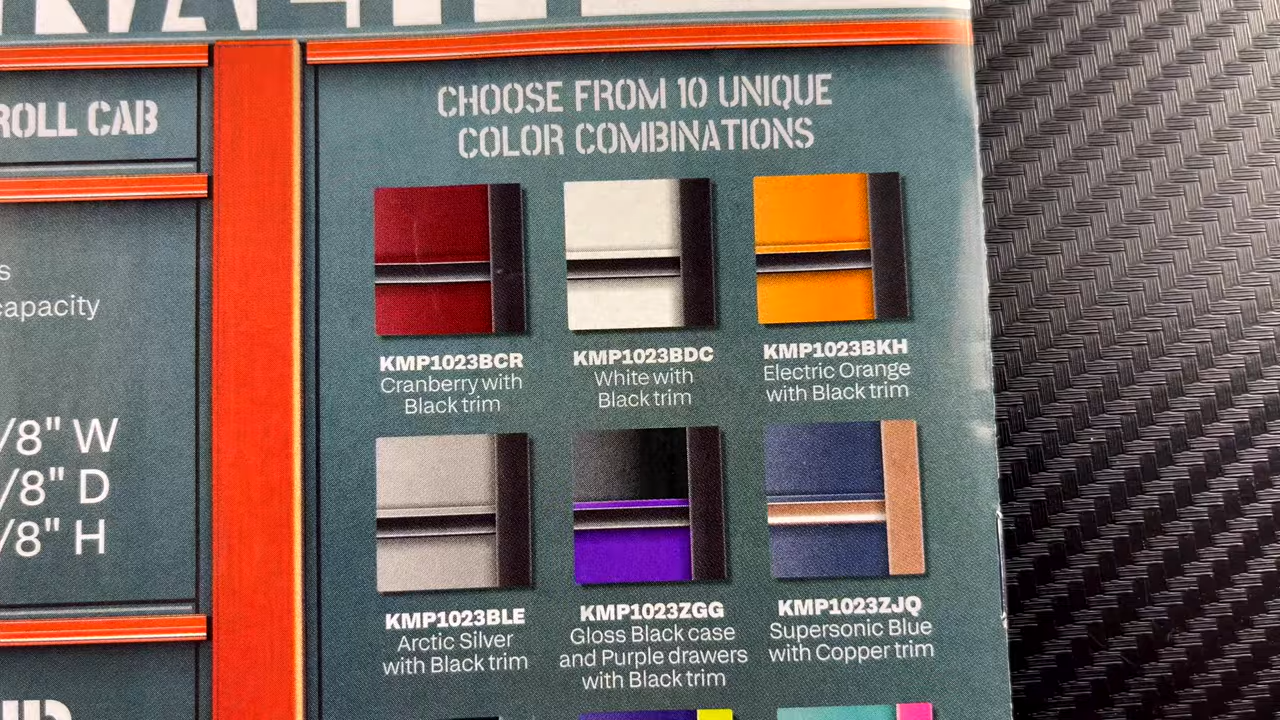 ROLL CAB
s
capacity
/8" W
/8" D
/8" H
CHOOSE FROM 10 UNIQUE
COLOR COMBINATIONS
KMP1023BCR
Cranberry with
Black trim
KMP1023BDC
White with
Black trim
KMP1023BKH
Electric Orange
with Black trim
KMP1023BLE
Arctic Silver
with Black trim
KMP1023ZGG
Gloss Black case
and Purple drawers
with Black trim
KMP1023ZJQ
Supersonic Blue
with Copper trim